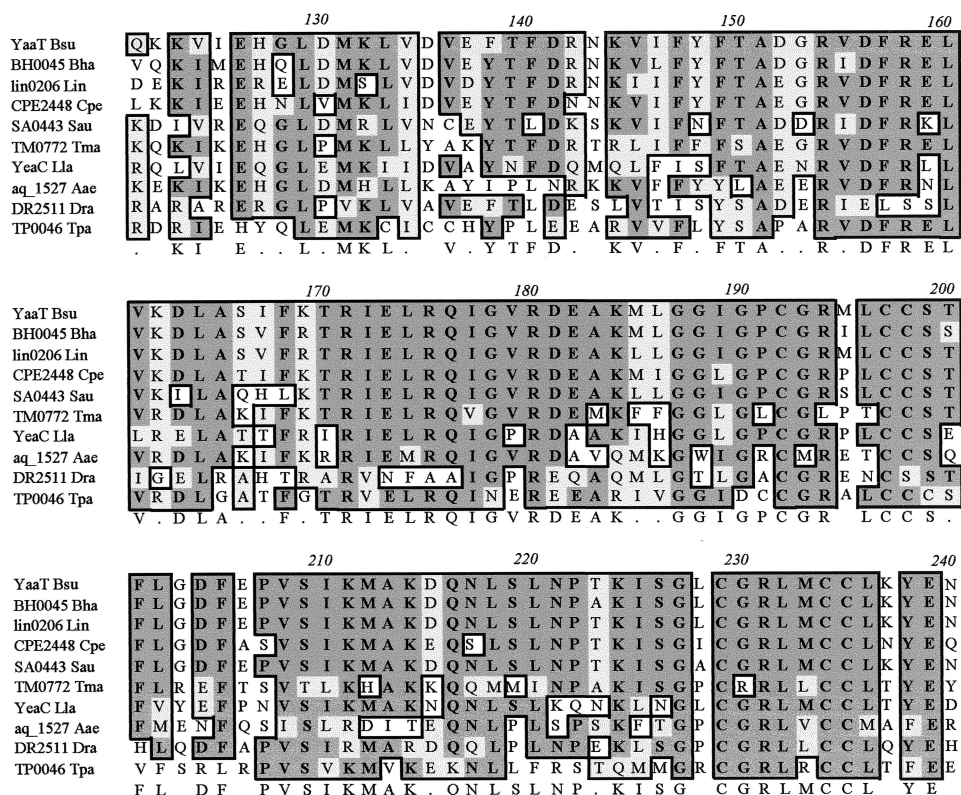 130 140 150 160
YaaT Bsu Q K K V I E H G L D M K L V D V E F T F D R N K V I F Y F T A D G R V D F R E L
BH0045 Bha V Q K I M E H Q L D M K L V D V E Y T F D R N K V L F Y F T A D G R I D F R E L
lin0206 Lin D E K I R E R E L D M S L V D V D Y T F D R N K I I F Y F T A E G R V D F R E L
CPE2448 Cpe L K K I E E H N L V M K L I D V E Y T F D N N K V I F Y F T A E G R V D F R E L
SA0443 Sau K D I V R E Q G L D M R L V N C E Y T L D K S K V I F N F T A D D R I D F R K L
TM0772 Tma K Q K I K E H G L P M K L L Y A K Y T F D R T R L I F F F S A E G R V D F R E L
YeaC Lla R Q L V I E Q G L E M K I I D V A Y N F D Q M Q L F I S F T A E N R V D F R L L
aq_1527 Aae K E K I K E H G L D M H L L K A Y I P L N R K K V F F Y Y L A E E R V D F R N L
DR2511 Dra R A R A R E R G L P V K L V A V E F T L D E S L V T I S Y S A D E R I E L S S L
TP0046 Tpa R D R I E H Y Q L E M K C I C C H Y P L E E A R V V F L Y S A P A R V D F R E L
. K I E . . L . M K L . V . Y T F D . K V . F . F T A . . R . D F R E L
170 180 190 200
YaaT Bsu V K D L A S I F K T R I E L R Q I G V R D E A K M L G G I G P C G R M L C C S T
BH0045 Bha V K D L A S V F R T R I E L R Q I G V R D E A K M L G G I G P C G R I L C C S S
lin0206 Lin V K D L A S V F R T R I E L R Q I G V R D E A K L L G G I G P C G R M L C C S T
CPE2448 Cpe V K D L A T I F K T R I E L R Q I G V R D E A K M I G G L G P C G R P L C C S T
SA0443 Sau V K I L A Q H L K T R I E L R Q I G V R D E A K L L G G I G P C G R S L C C S T
TM0772 Tma V R D L A K T F K T R I E L R Q V G V R D E M K F F G G L G L C G L P T C C S T
YeaC Lla L R E L A T T F R I R I E L R Q I G P R D A A K I H G G L G P C G R P L C C S E
aq_1527 Aae V R D L A K I F K R R I E M R Q I G V R D A V Q M K G W I G R C M R E T C C S Q
DR2511 Dra I G E L R A H T R A R V N F A A I G P R E Q A Q M L G T L G A C G R E N C S S T
TP0046 Tpa V R D L G A T F G T R V E L R Q I N E R E E A R I V G G I D C C G R A L C C C S
V . D L A . . F . T R I E L R Q I G V R D E A K . . G G I G P C G R L C C S .
210 220 230 240
YaaT Bsu F L G D F E P V S I K M A K D Q N L S L N P T K I S G L C G R L M C C L K Y E N
BH0045 Bha F L G D F E P V S I K M A K D Q N L S L N P A K I S G L C G R L M C C L K Y E N
lin0206 Lin F L G D F E P V S I K M A K D Q N L S L N P T K I S G L C G R L M C C L K Y E N
CPE2448 Cpe F L G D F A S V S I K M A K E Q S L S L N P T K I S G I C G R L M C C L N Y E Q
SA0443 Sau F L G D F E P V S I K M A K D Q N L S L N P T K I S G A C G R L M C C L K Y E N
TM0772 Tma F L R E F T S V T L K H A K K Q Q M M I N P A K I S G P C R R L L C C L T Y E Y
YeaC Lla F V Y E F P N V S I K M A K N Q N L S L K Q N K L N G L C G R L M C C L T Y E D
aq_1527 Aae F M E N F Q S I S L R D I T E Q N L P L S P S K F T G P C G R L V C C M A F E R
DR2511 Dra H L Q D F A P V S I R M A R D Q Q L P L N P E K L S G P C G R L L C C L Q Y E H
TP0046 Tpa V F S R L R P V S V K M V K E K N L L F R S T Q M M G R C G R L R C C L T F E E
F L D F P V S I K M A K . Q N L S L N P . K I S G C G R L M C C L Y E